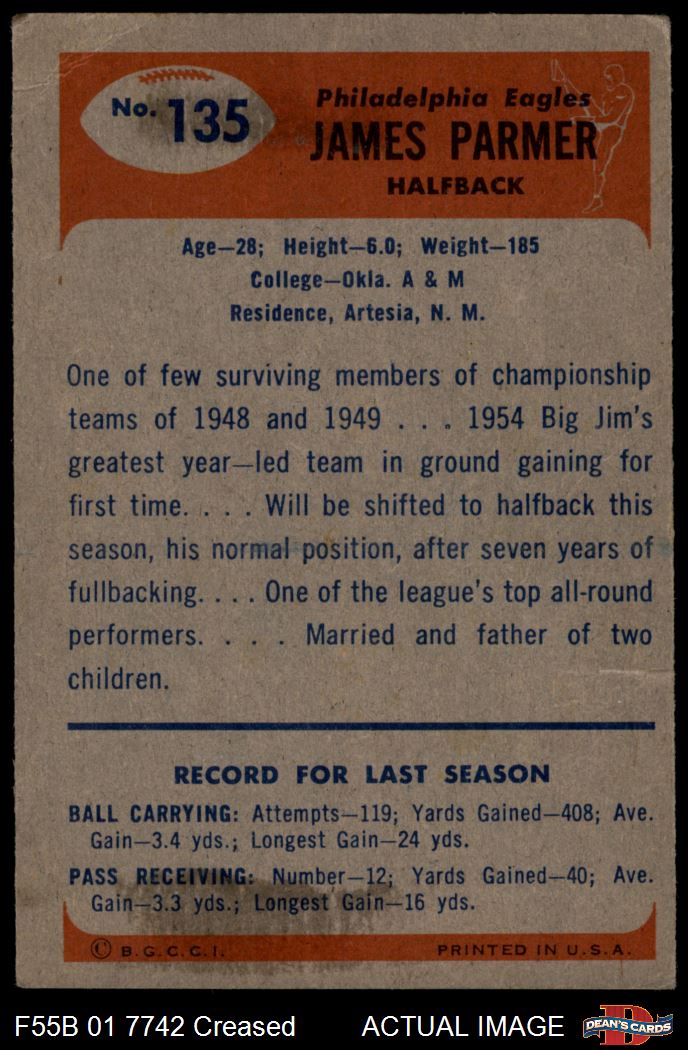 No. 135
Philadelphia Eagles
JAMES PARMER
HALFBACK
Age—28; Height—6.0; Weight—185
College—Okla. A & M
Residence, Artesia, N. M.
One of few surviving members of championship
teams of 1948 and 1949 . . . 1954 Big Jim's
greatest year—led team in ground gaining for
first time. . . . Will be shifted to halfback this
season, his normal position, after seven years of
fullbacking. . . . One of the league's top all-round
performers. . . . Married and father of two
children.
RECORD FOR LAST SEASON
BALL CARRYING: Attempts—119; Yards Gained—408; Ave.
Gain—3.4 yds.; Longest Gain—24 yds.
PASS RECEIVING: Number—12; Yards Gained—40; Ave.
Gain—3.3 yds.; Longest Gain—16 yds.
© B.G.C.C.I. PRINTED IN U.S.A.
F55B 01 7742 Creased ACTUAL IMAGE DEAN'S CARDS